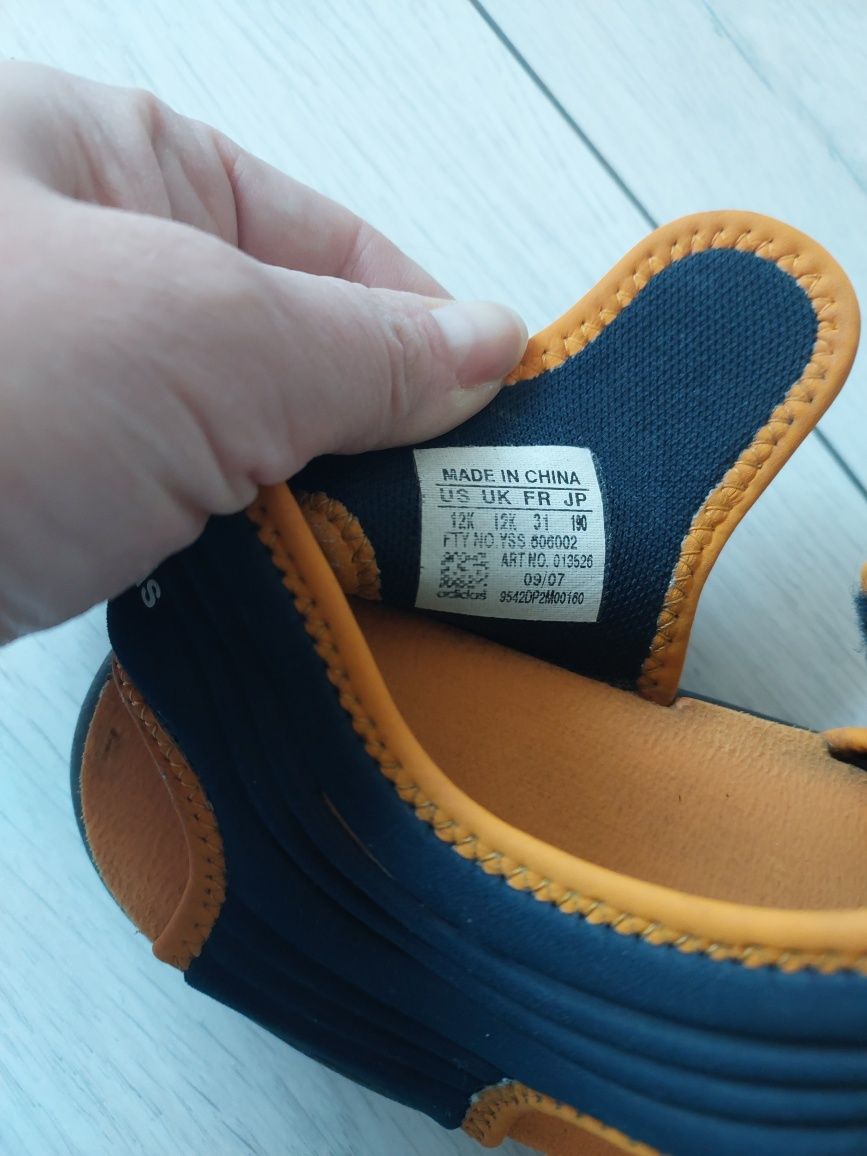 MADE IN CHINA
US UK FR JP
12K 12K 31 190
FTY NO.YSS 606002
ART NO. 013526
09/07
adidas 9542DP2M00160